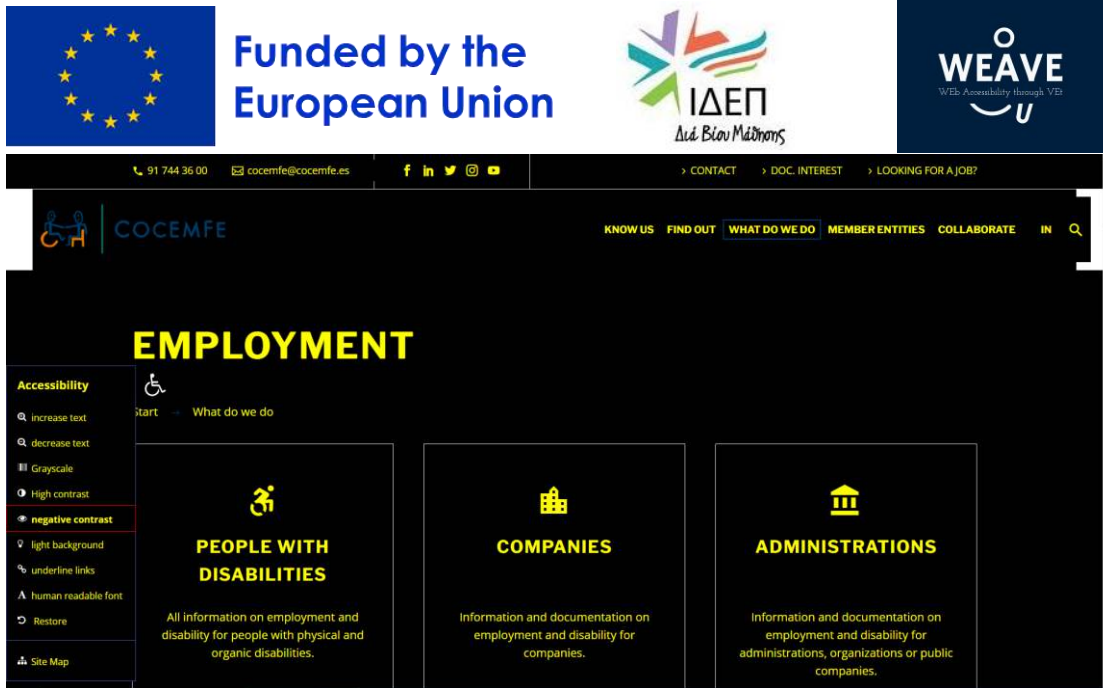 Funded by the
European Union
ΙΔΕΠ
Διά Βίου Μάθησης
WEAVE
WEb Accessibility through VEt
U
91 744 36 00
cocemfe@cocemfe.es
CONTACT
DOC. INTEREST
LOOKING FOR A JOB?
COCEMFE
KNOW US
FIND OUT
WHAT DO WE DO
MEMBER ENTITIES
COLLABORATE
IN
EMPLOYMENT
Start → What do we do
Accessibility
increase text
decrease text
Grayscale
High contrast
negative contrast
light background
underline links
human readable font
Restore
Site Map
PEOPLE WITH
DISABILITIES
All information on employment and
disability for people with physical and
organic disabilities.
COMPANIES
Information and documentation on
employment and disability for
companies.
ADMINISTRATIONS
Information and documentation on
employment and disability for
administrations, organizations or public
companies.